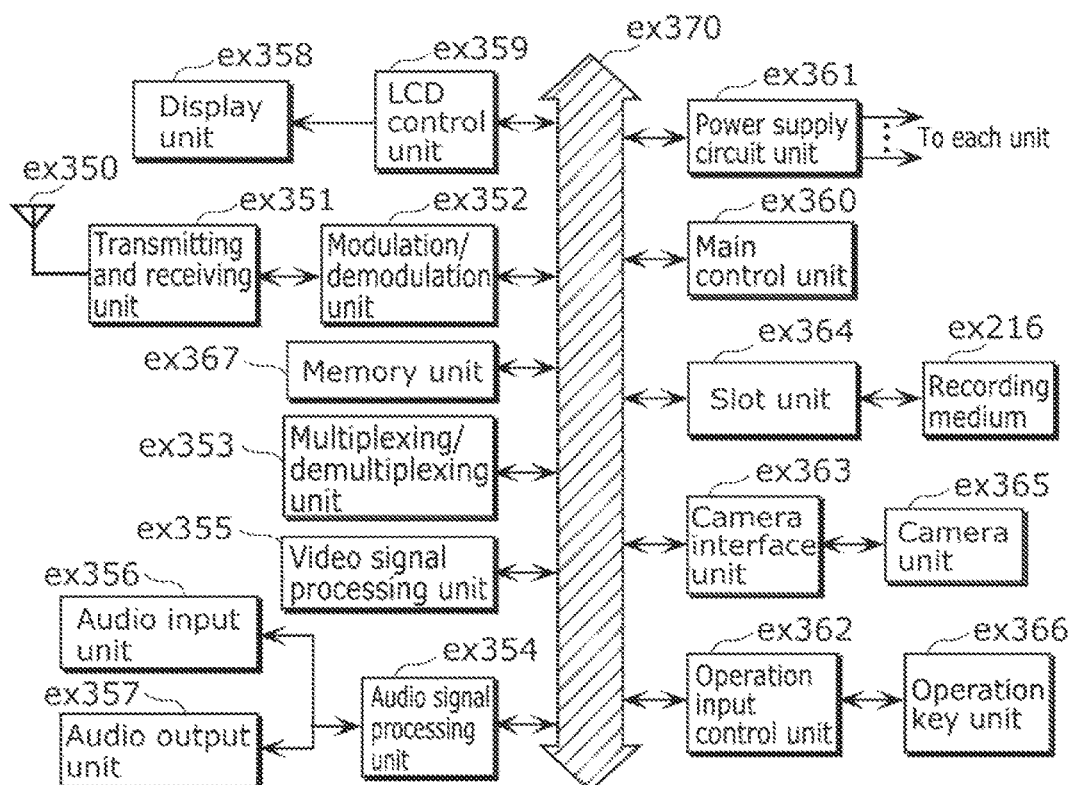 ex370
ex358
ex359
ex361
Display
unit
LCD
control
unit
Power supply
circuit unit
To each unit
ex350
ex351
ex352
ex360
Transmitting
and receiving
unit
Modulation/
demodulation
unit
Main
control unit
ex367
Memory unit
ex364
ex216
Slot unit
Recording
medium
ex353
Multiplexing/
demultiplexing
unit
ex363
ex365
Camera
interface
unit
Camera
unit
ex355
Video signal
processing unit
ex356
Audio input
unit
ex354
ex362
ex366
Audio signal
processing
unit
Operation
input
control unit
Operation
key unit
ex357
Audio output
unit